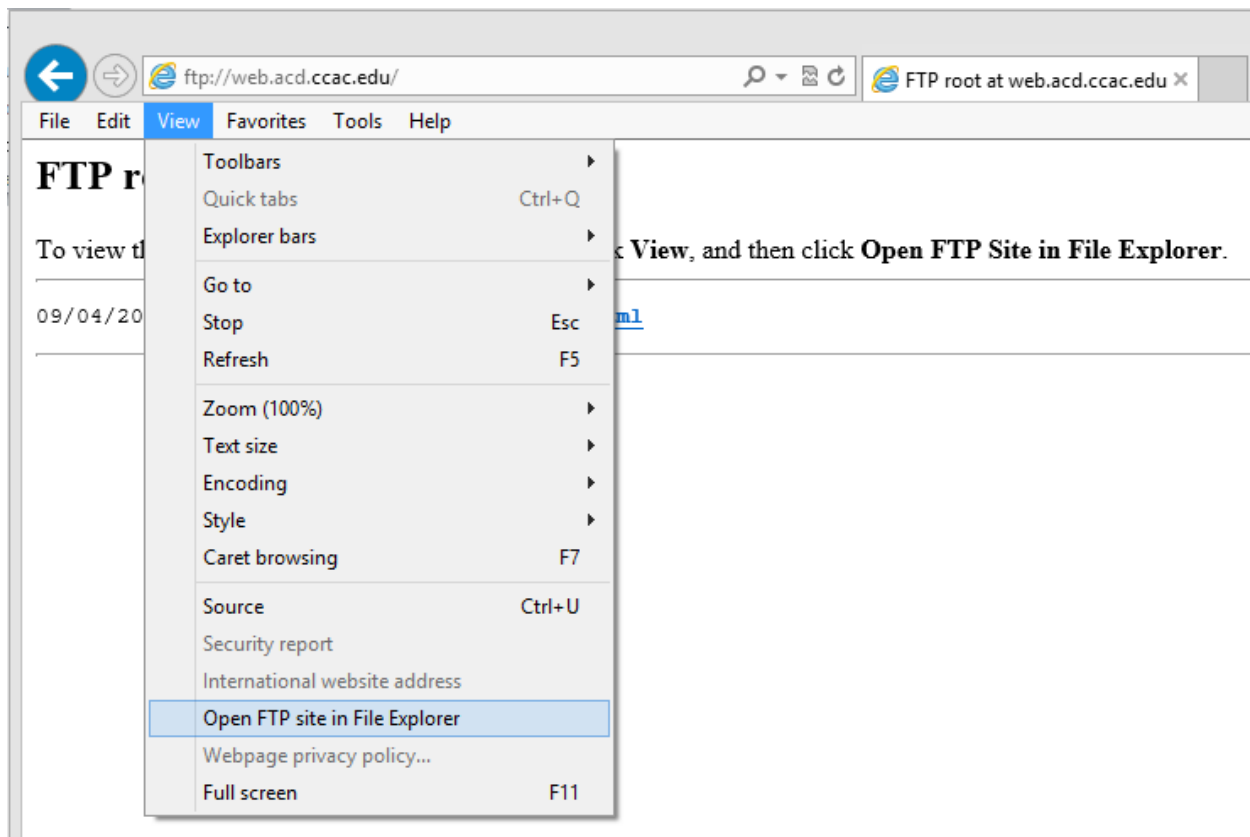 ftp://web.acd.ccac.edu/
FTP root at web.acd.ccac.edu
File Edit View Favorites Tools Help
FTP
To view
View, and then click Open FTP Site in File Explorer.
09/04/20
ml
Toolbars
Quick tabs Ctrl+Q
Explorer bars
Go to
Stop Esc
Refresh F5
Zoom (100%)
Text size
Encoding
Style
Caret browsing F7
Source Ctrl+U
Security report
International website address
Open FTP site in File Explorer
Webpage privacy policy...
Full screen F11